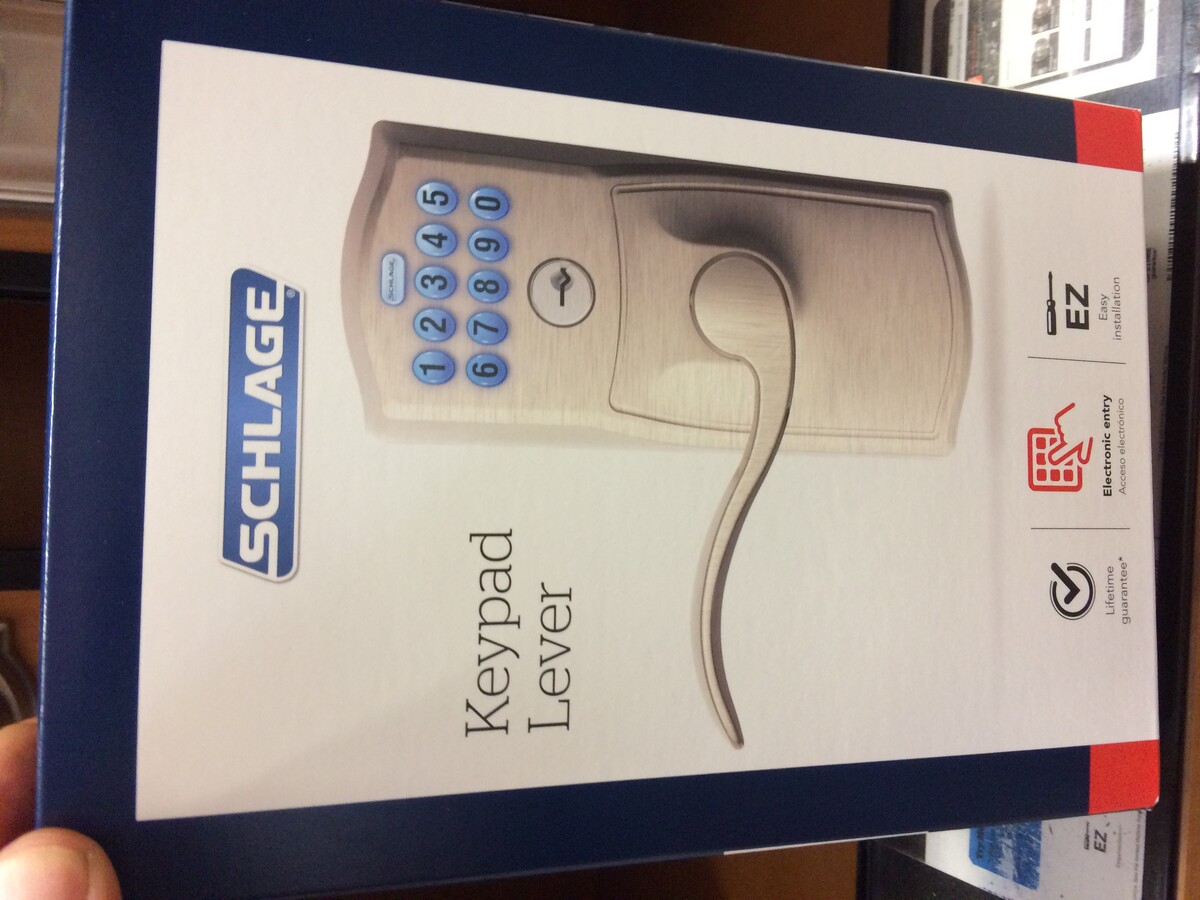 SCHLAGE®
SCHLAGE
1 2 3 4 5
6 7 8 9 0
Keypad
Lever
Lifetime
guarantee*
Electronic entry
Acceso electrónico
EZ
Easy
installation
EZ